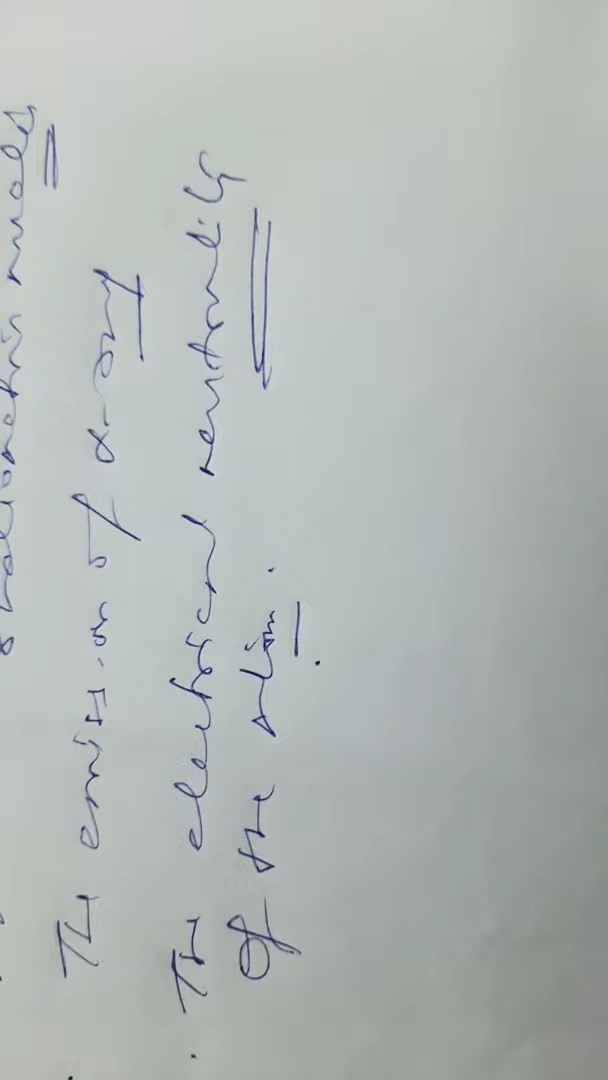 The emission of x-ray
. The electrical neutrality
Of the atom.